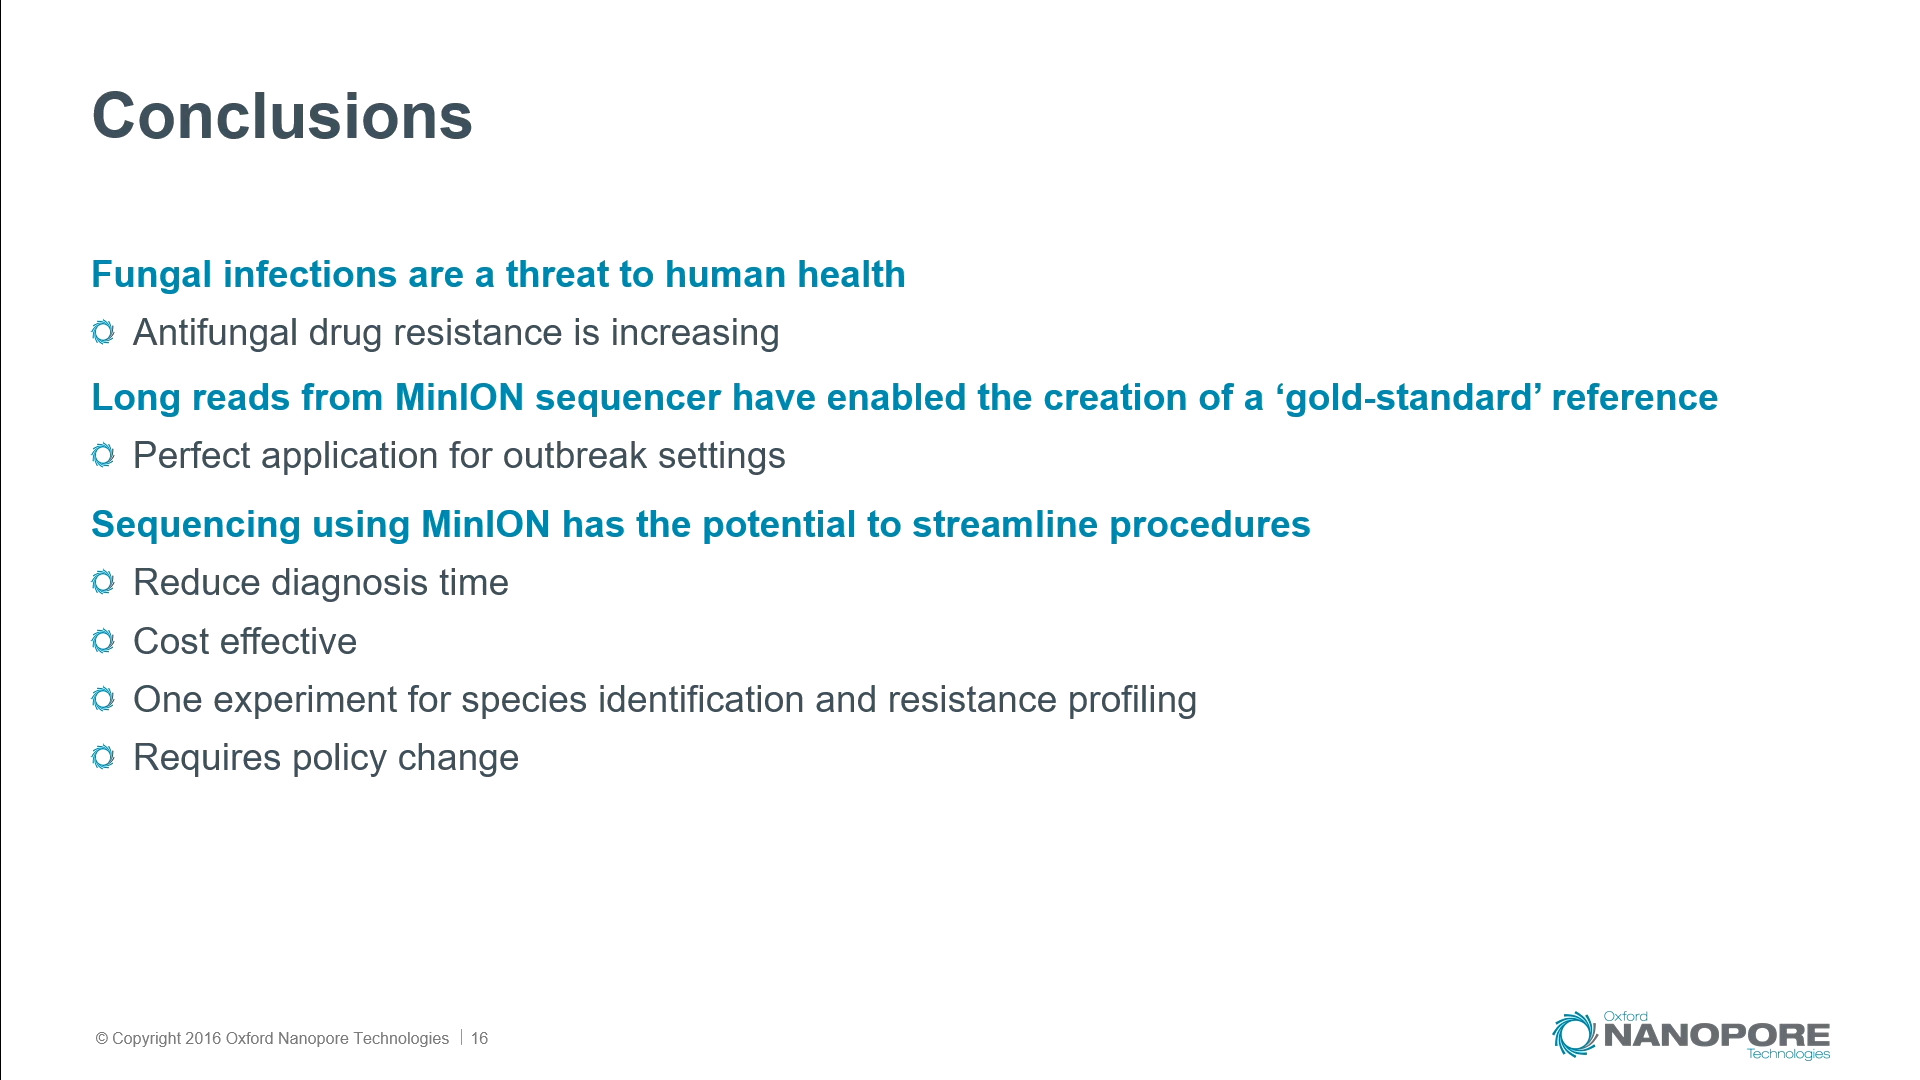 Conclusions
Fungal infections are a threat to human health
Antifungal drug resistance is increasing
Long reads from MinION sequencer have enabled the creation of a ‘gold-standard’ reference
Perfect application for outbreak settings
Sequencing using MinION has the potential to streamline procedures
Reduce diagnosis time
Cost effective
One experiment for species identification and resistance profiling
Requires policy change
© Copyright 2016 Oxford Nanopore Technologies | 16
Oxford
NANOPORE
Technologies